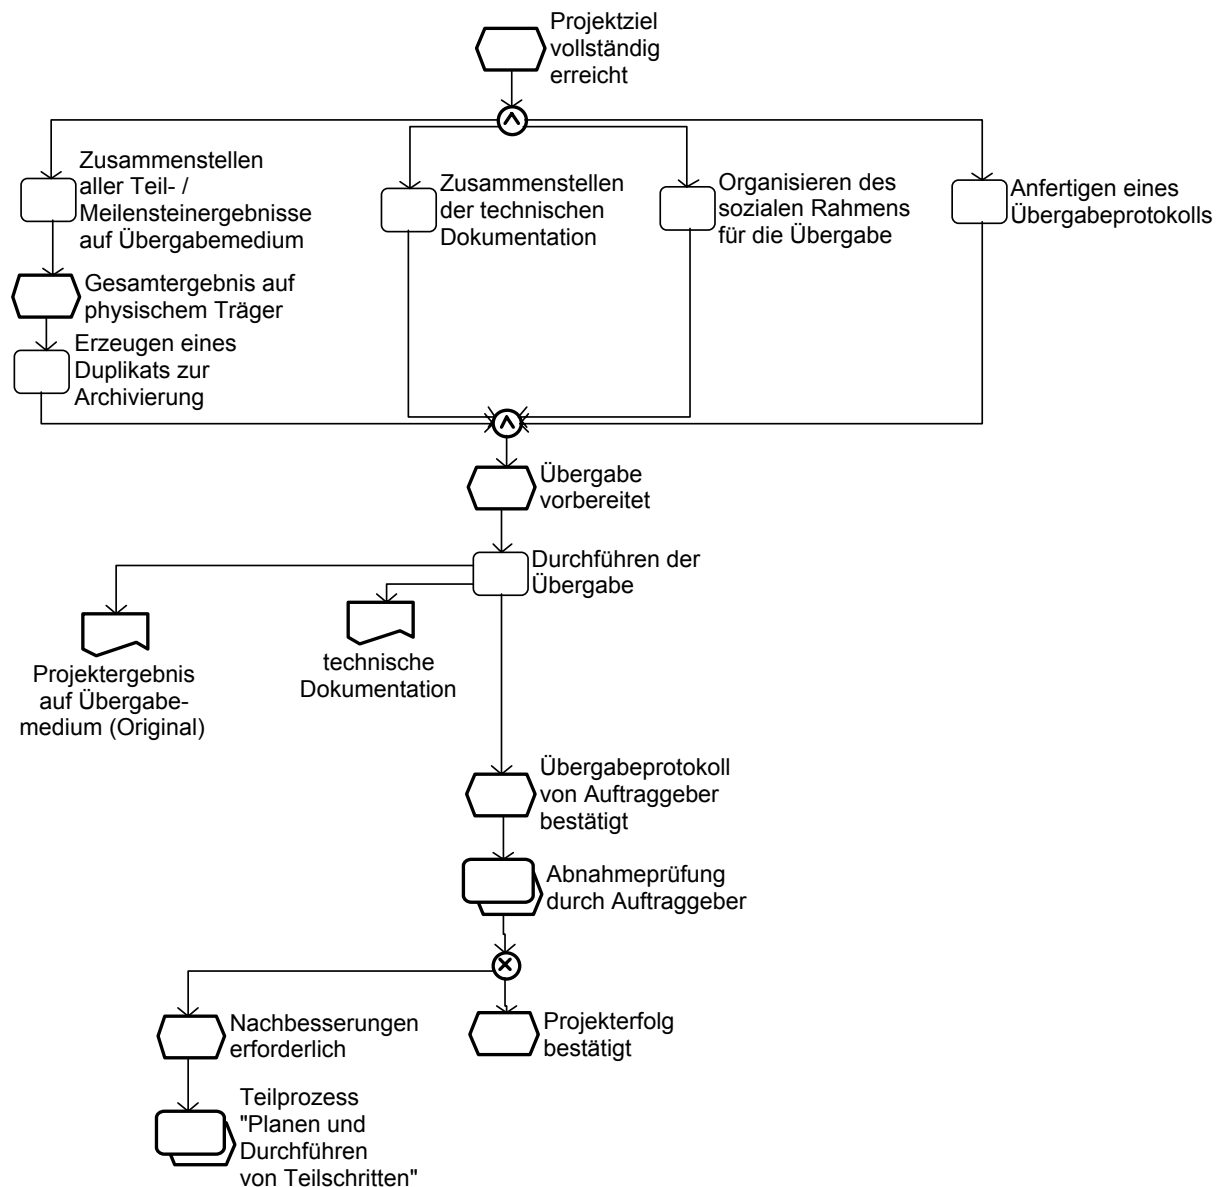 Projektziel
vollständig
erreicht
Zusammenstellen
aller Teil- /
Meilensteinergebnisse
auf Übergabemedium
Zusammenstellen
der technischen
Dokumentation
Organisieren des
sozialen Rahmens
für die Übergabe
Anfertigen eines
Übergabeprotokolls
Gesamtergebnis auf
physischem Träger
Erzeugen eines
Duplikats zur
Archivierung
Übergabe
vorbereitet
Durchführen der
Übergabe
Projektergebnis
auf Übergabe-
medium (Original)
technische
Dokumentation
Übergabeprotokoll
von Auftraggeber
bestätigt
Abnahmeprüfung
durch Auftraggeber
Nachbesserungen
erforderlich
Projekterfolg
bestätigt
Teilprozess
"Planen und
Durchführen
von Teilschritten"